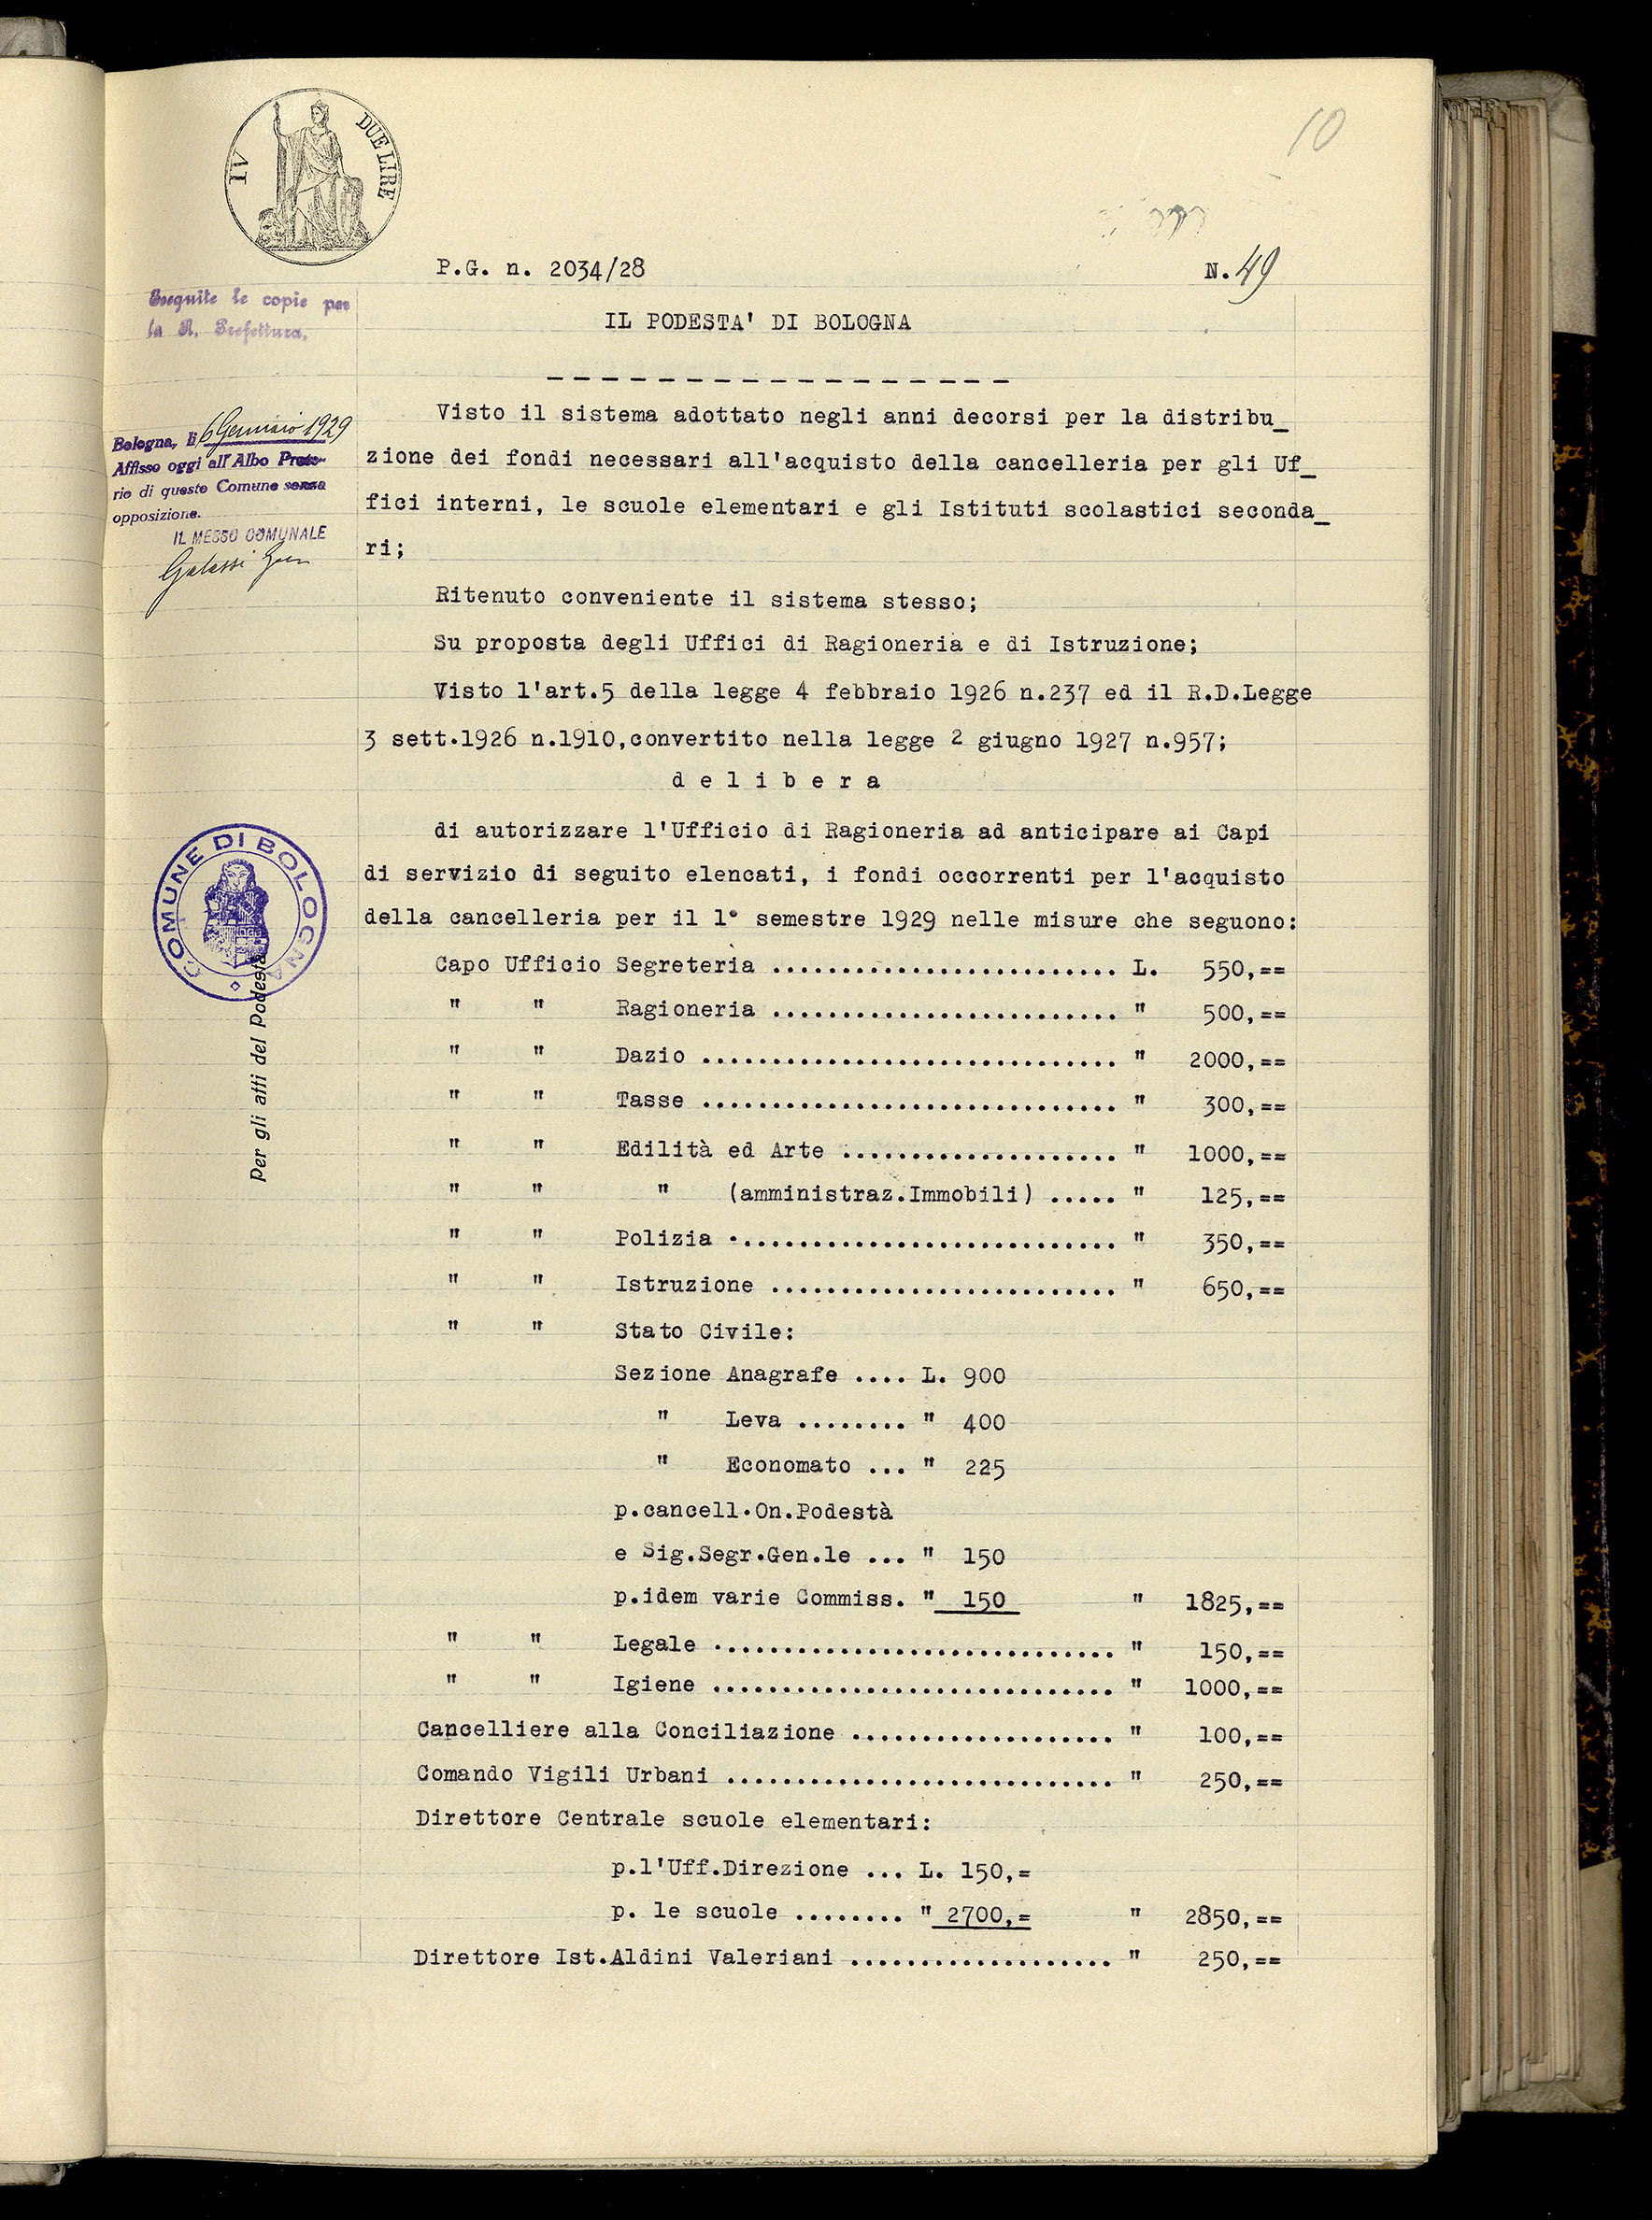 10
IV
DUE LIRE
P.G. n. 2034/28
N. 49
Eseguite le copie per
la R. Prefettura.
IL PODESTA' DI BOLOGNA
Bologna, li 6 Gennaio 1929
Affisso oggi all'Albo Preto-
rio di questo Comune senza
opposizione.
IL MESSO COMUNALE
Galassi
Visto il sistema adottato negli anni decorsi per la distribu_
zione dei fondi necessari all'acquisto della cancelleria per gli Uf_
fici interni, le scuole elementari e gli Istituti scolastici seconda_
ri;
Ritenuto conveniente il sistema stesso;
Su proposta degli Uffici di Ragioneria e di Istruzione;
Visto l'art.5 della legge 4 febbraio 1926 n.237 ed il R.D.Legge
3 sett.1926 n.1910,convertito nella legge 2 giugno 1927 n.957;
d e l i b e r a
di autorizzare l'Ufficio di Ragioneria ad anticipare ai Capi
di servizio di seguito elencati, i fondi occorrenti per l'acquisto
della cancelleria per il 1° semestre 1929 nelle misure che seguono:
COMUNE DI BOLOGNA
Per gli atti del Podestà
Capo Ufficio Segreteria ......................... L. 550,==
" " Ragioneria ......................... " 500,==
" " Dazio .............................. " 2000,==
" " Tasse .............................. " 300,==
" " Edilità ed Arte .................... " 1000,==
" " " (amministraz.Immobili) ..... " 125,==
" " Polizia ............................ " 350,==
" " Istruzione ......................... " 650,==
" " Stato Civile:
Sezione Anagrafe .... L. 900
" Leva ........ " 400
" Economato ... " 225
p.cancell.On.Podestà
e Sig.Segr.Gen.le ... " 150
p.idem varie Commiss. " 150 " 1825,==
" " Legale ............................. " 150,==
" " Igiene ............................. " 1000,==
Cancelliere alla Conciliazione ................... " 100,==
Comando Vigili Urbani ............................ " 250,==
Direttore Centrale scuole elementari:
p.l'Uff.Direzione ... L. 150,=
p. le scuole ........ " 2700,= " 2850,==
Direttore Ist.Aldini Valeriani ................... " 250,==